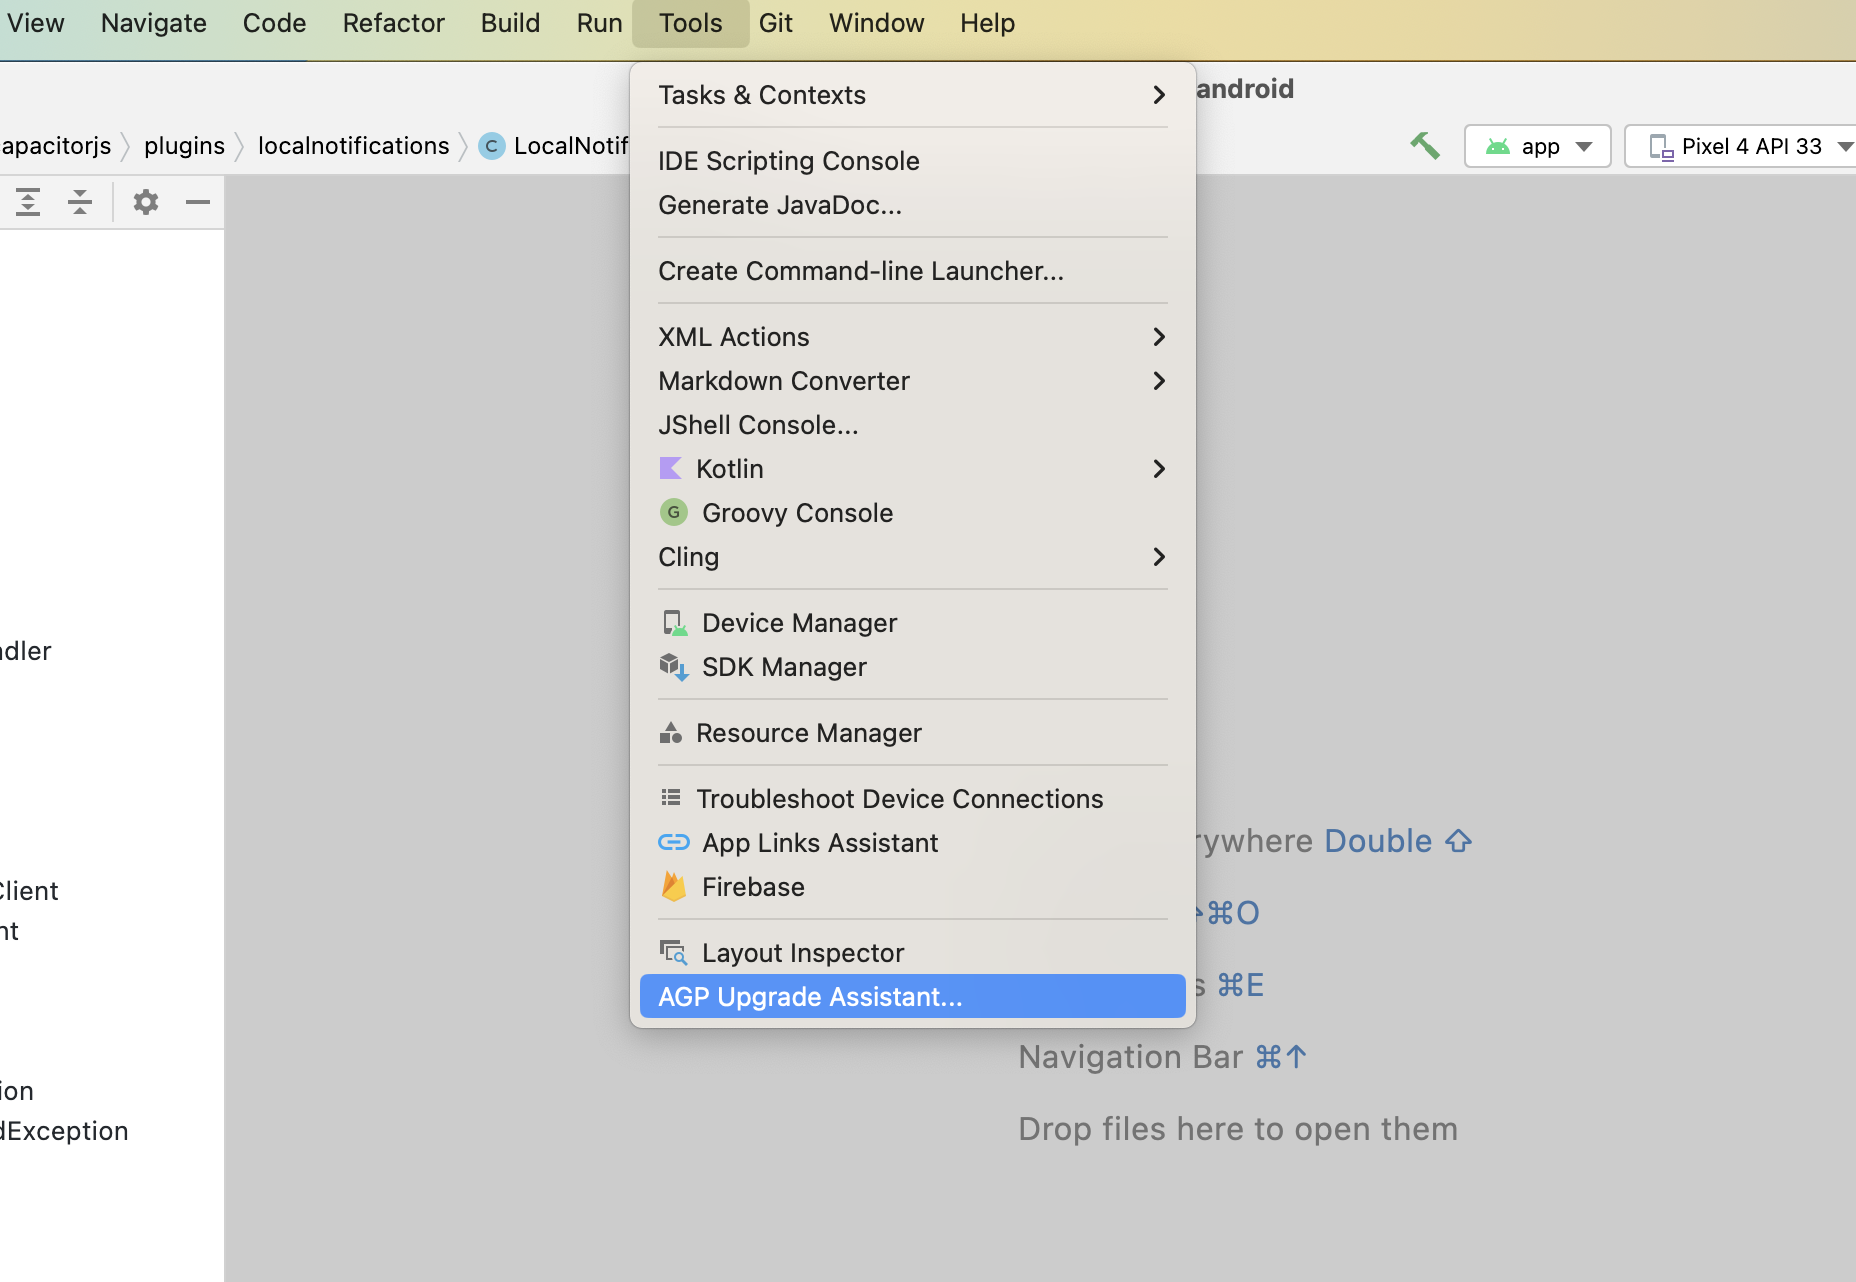 View Navigate Code Refactor Build Run Tools Git Window Help
android
apacitorjs plugins localnotifications C LocalNotif app Pixel 4 API 33
Tasks & Contexts
IDE Scripting Console
Generate JavaDoc...
Create Command-line Launcher...
XML Actions
Markdown Converter
JShell Console...
Kotlin
G Groovy Console
Cling
Device Manager
SDK Manager
Resource Manager
Troubleshoot Device Connections
App Links Assistant
Firebase
Layout Inspector
AGP Upgrade Assistant...
dler
Client
nt
ion
dException
rywhere Double ⇧
⌘O
s ⌘E
Navigation Bar ⌘↑
Drop files here to open them